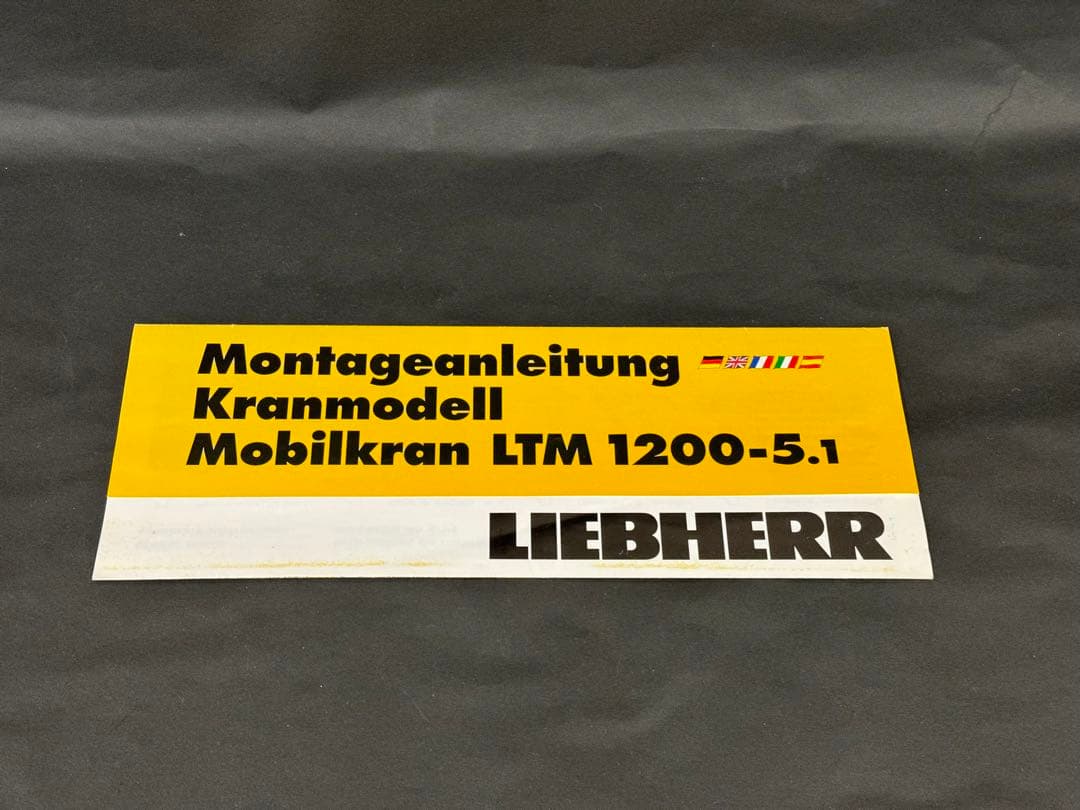 Montageanleitung
Kranmodell
Mobilkran LTM 1200-5.1
LIEBHERR